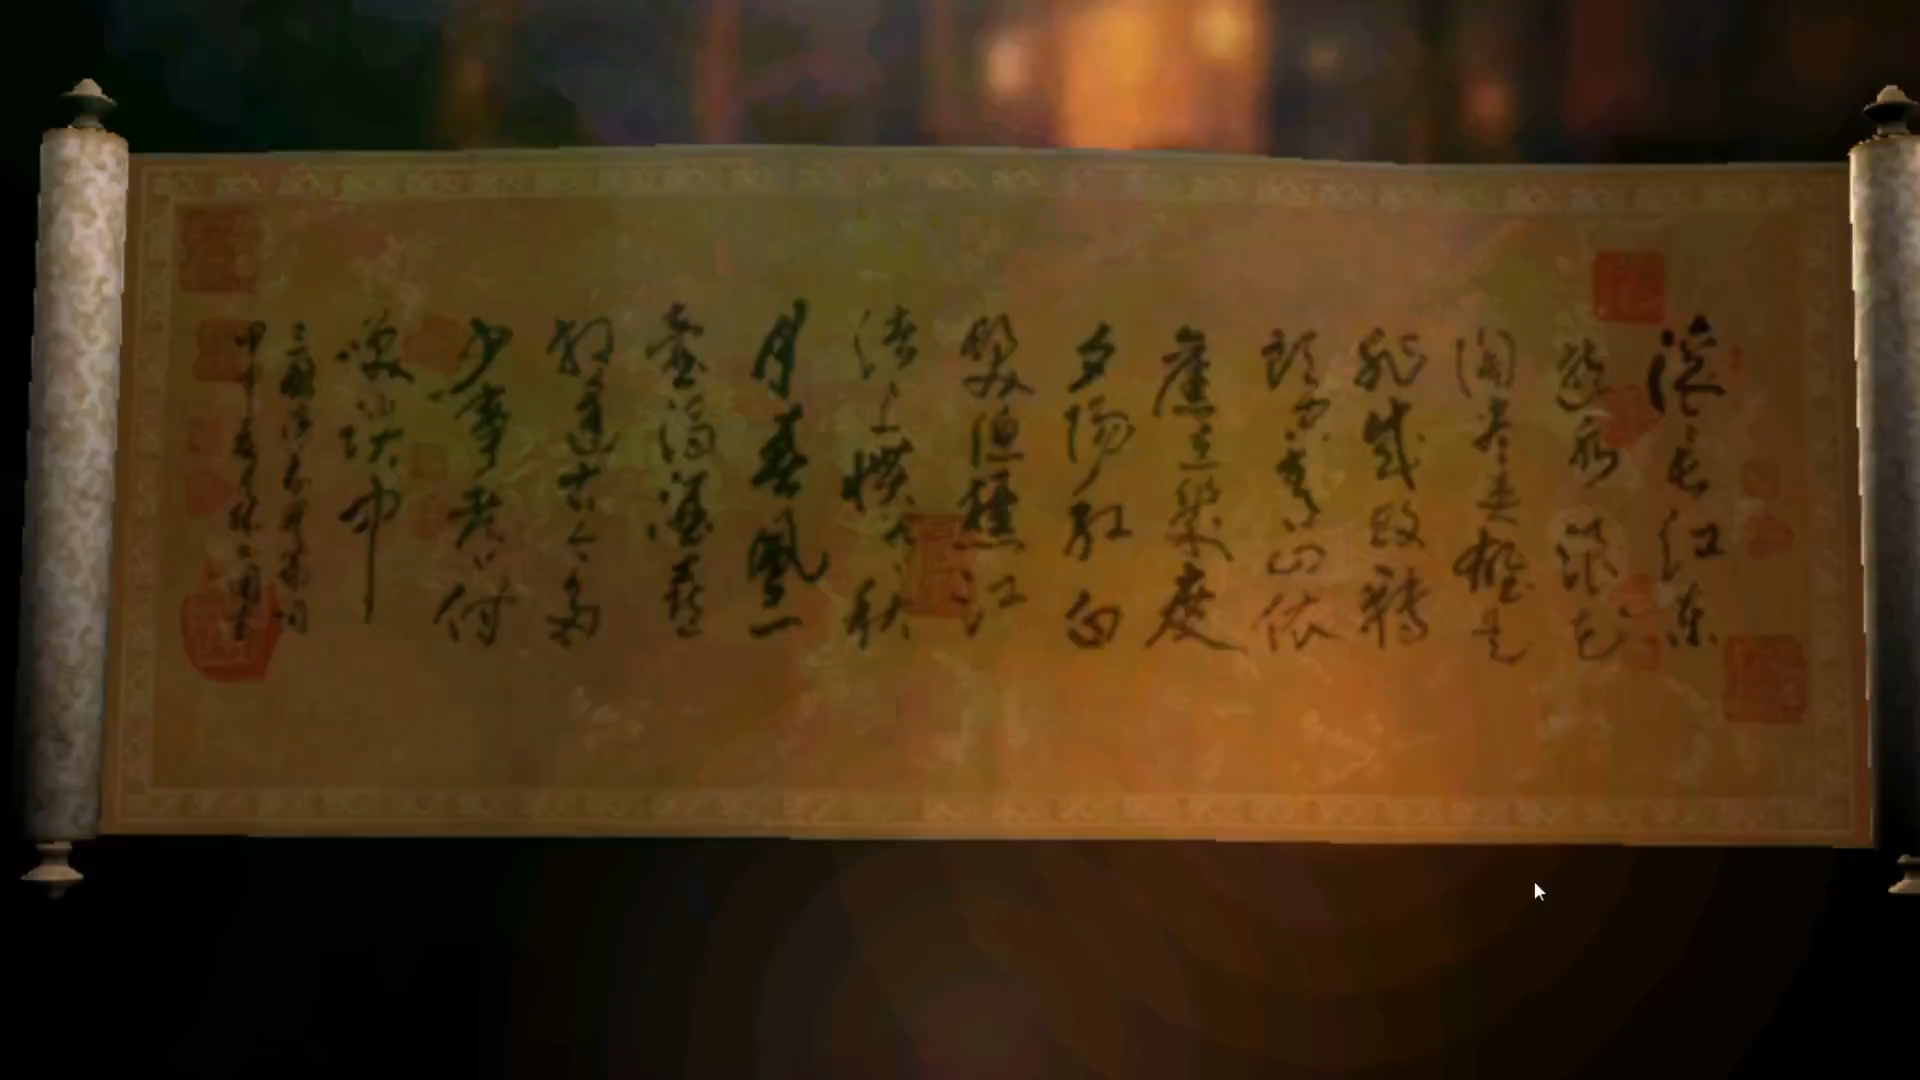 滾滾長江東
逝水浪花
淘盡英雄是
非成敗轉
頭空青山依
舊在幾度
夕陽紅白
髮漁樵江
渚上慣看秋
月春風一
壺濁酒喜
相逢古今多
少事都付
笑談中